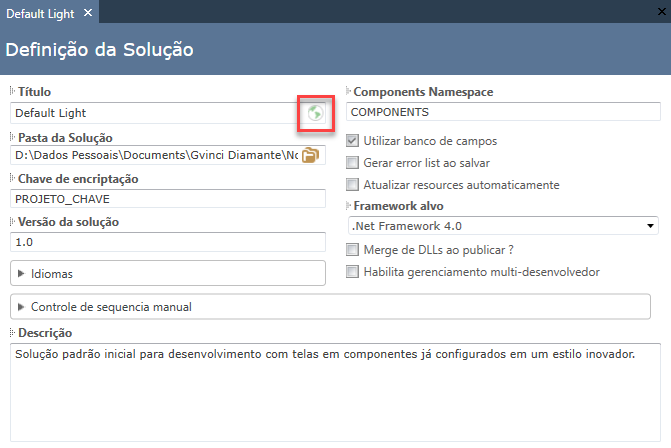 Default Light
Definição da Solução
Título
Default Light
Pasta da Solução
D:\Dados Pessoais\Documents\Gvinci Diamante\No
Chave de encriptação
PROJETO_CHAVE
Versão da solução
1.0
Idiomas
Components Namespace
COMPONENTS
Utilizar banco de campos
Gerar error list ao salvar
Atualizar resources automaticamente
Framework alvo
.Net Framework 4.0
Merge de DLLs ao publicar ?
Habilita gerenciamento multi-desenvolvedor
Controle de sequencia manual
Descrição
Solução padrão inicial para desenvolvimento com telas em componentes já configurados em um estilo inovador.